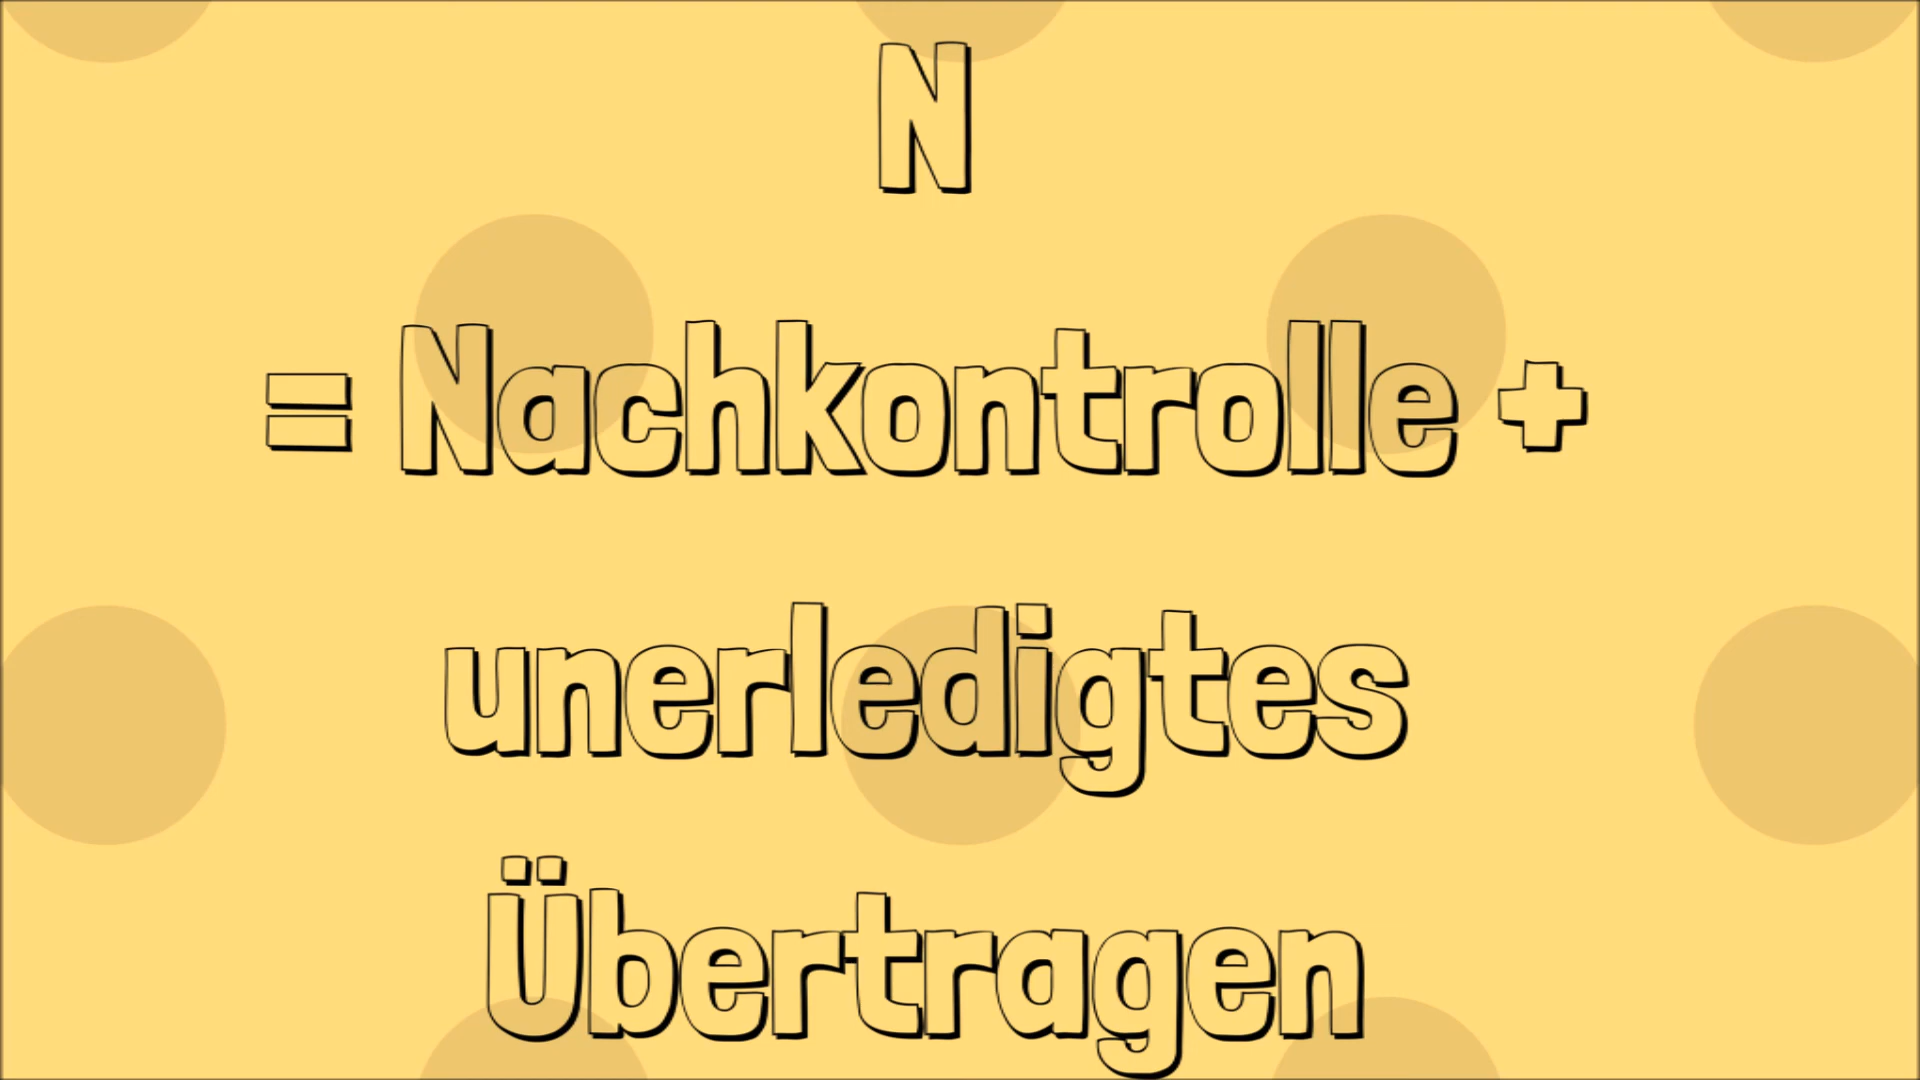 N
= Nachkontrolle +
unerledigtes
Übertragen